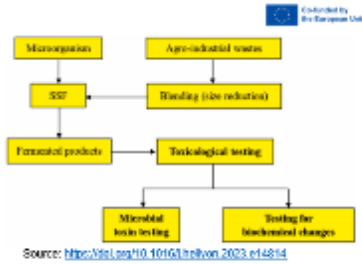 Co-funded by
the European Union
Microorganism
Agro-industrial wastes
SSF
Blending (size reduction)
Fermented products
Toxicological testing
Microbial
toxin testing
Testing for
biochemical changes
Source: https://doi.org/10.1016/j.heliyon.2023.e14814